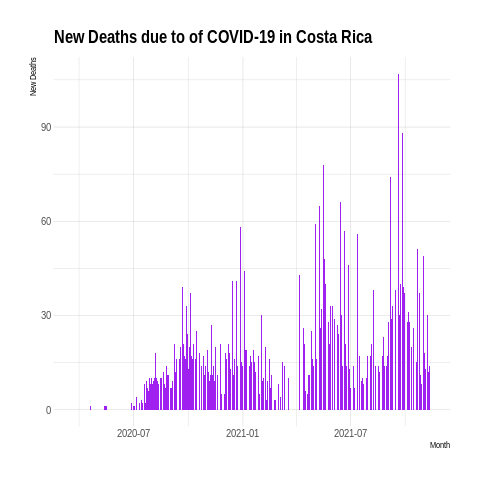 New Deaths due to of COVID-19 in Costa Rica
New Deaths
90
60
30
0
2020-07
2021-01
2021-07
Month